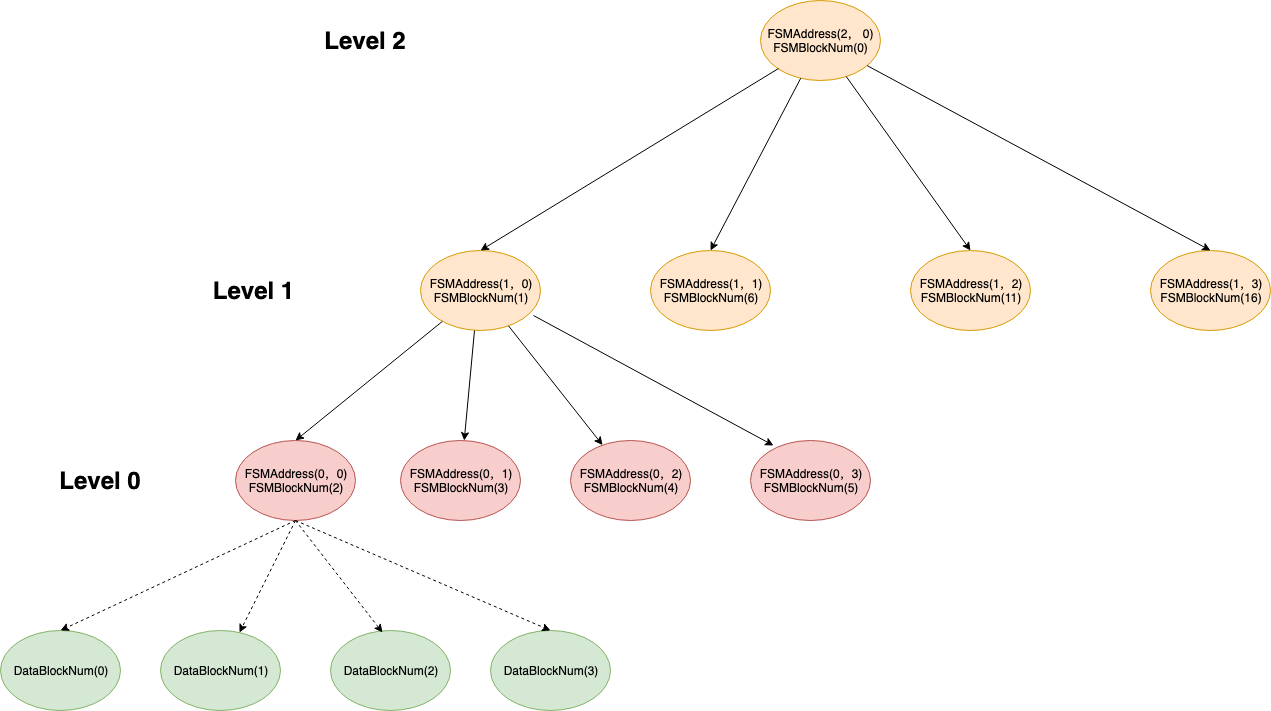 Level 2
FSMAddress(2, 0)
FSMBlockNum(0)
Level 1
FSMAddress(1, 0)
FSMBlockNum(1)
FSMAddress(1, 1)
FSMBlockNum(6)
FSMAddress(1, 2)
FSMBlockNum(11)
FSMAddress(1, 3)
FSMBlockNum(16)
Level 0
FSMAddress(0, 0)
FSMBlockNum(2)
FSMAddress(0, 1)
FSMBlockNum(3)
FSMAddress(0, 2)
FSMBlockNum(4)
FSMAddress(0, 3)
FSMBlockNum(5)
DataBlockNum(0)
DataBlockNum(1)
DataBlockNum(2)
DataBlockNum(3)